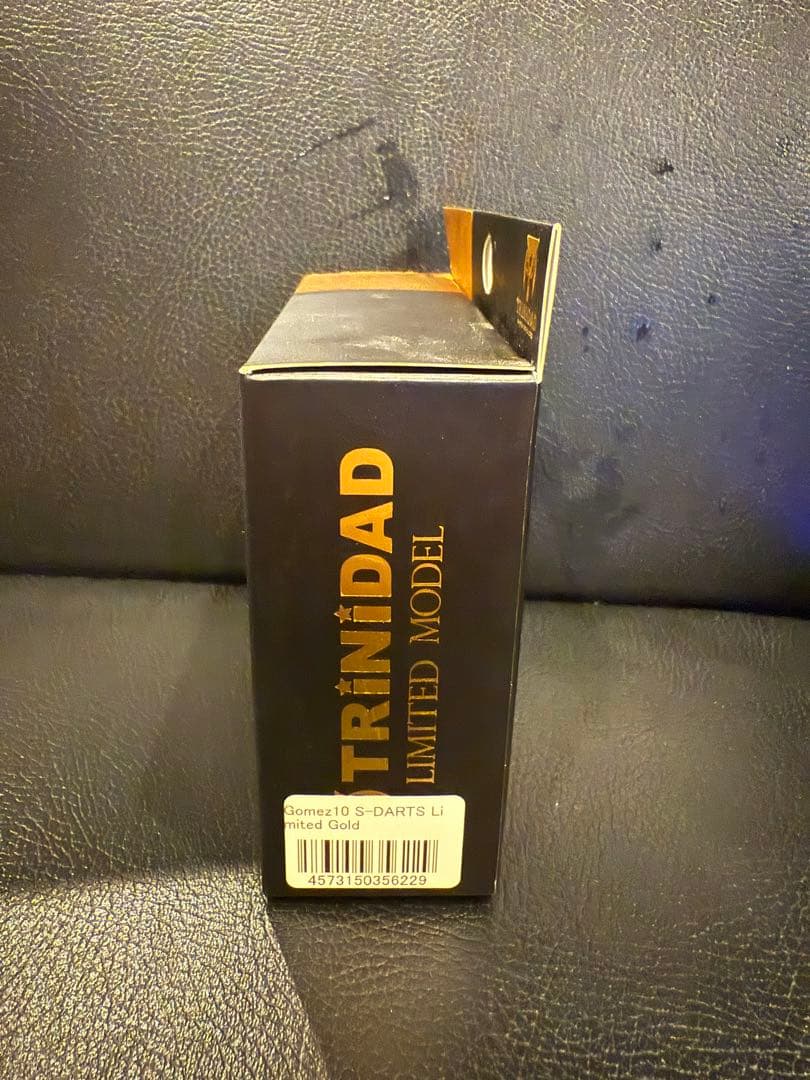 TRiNiDAD
LIMITED MODEL
Gomez10 S-DARTS Li
mited Gold
4573150356229